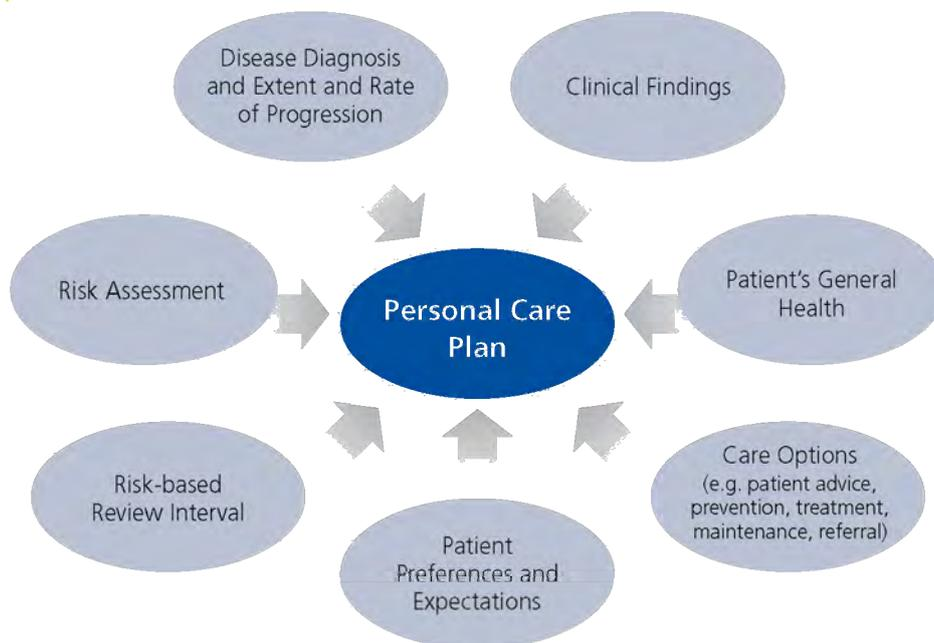 Disease Diagnosis
and Extent and Rate
of Progression
Clinical Findings
Risk Assessment
Personal Care
Plan
Patient's General
Health
Risk-based
Review Interval
Patient
Preferences and
Expectations
Care Options
(e.g. patient advice,
prevention, treatment,
maintenance, referral)